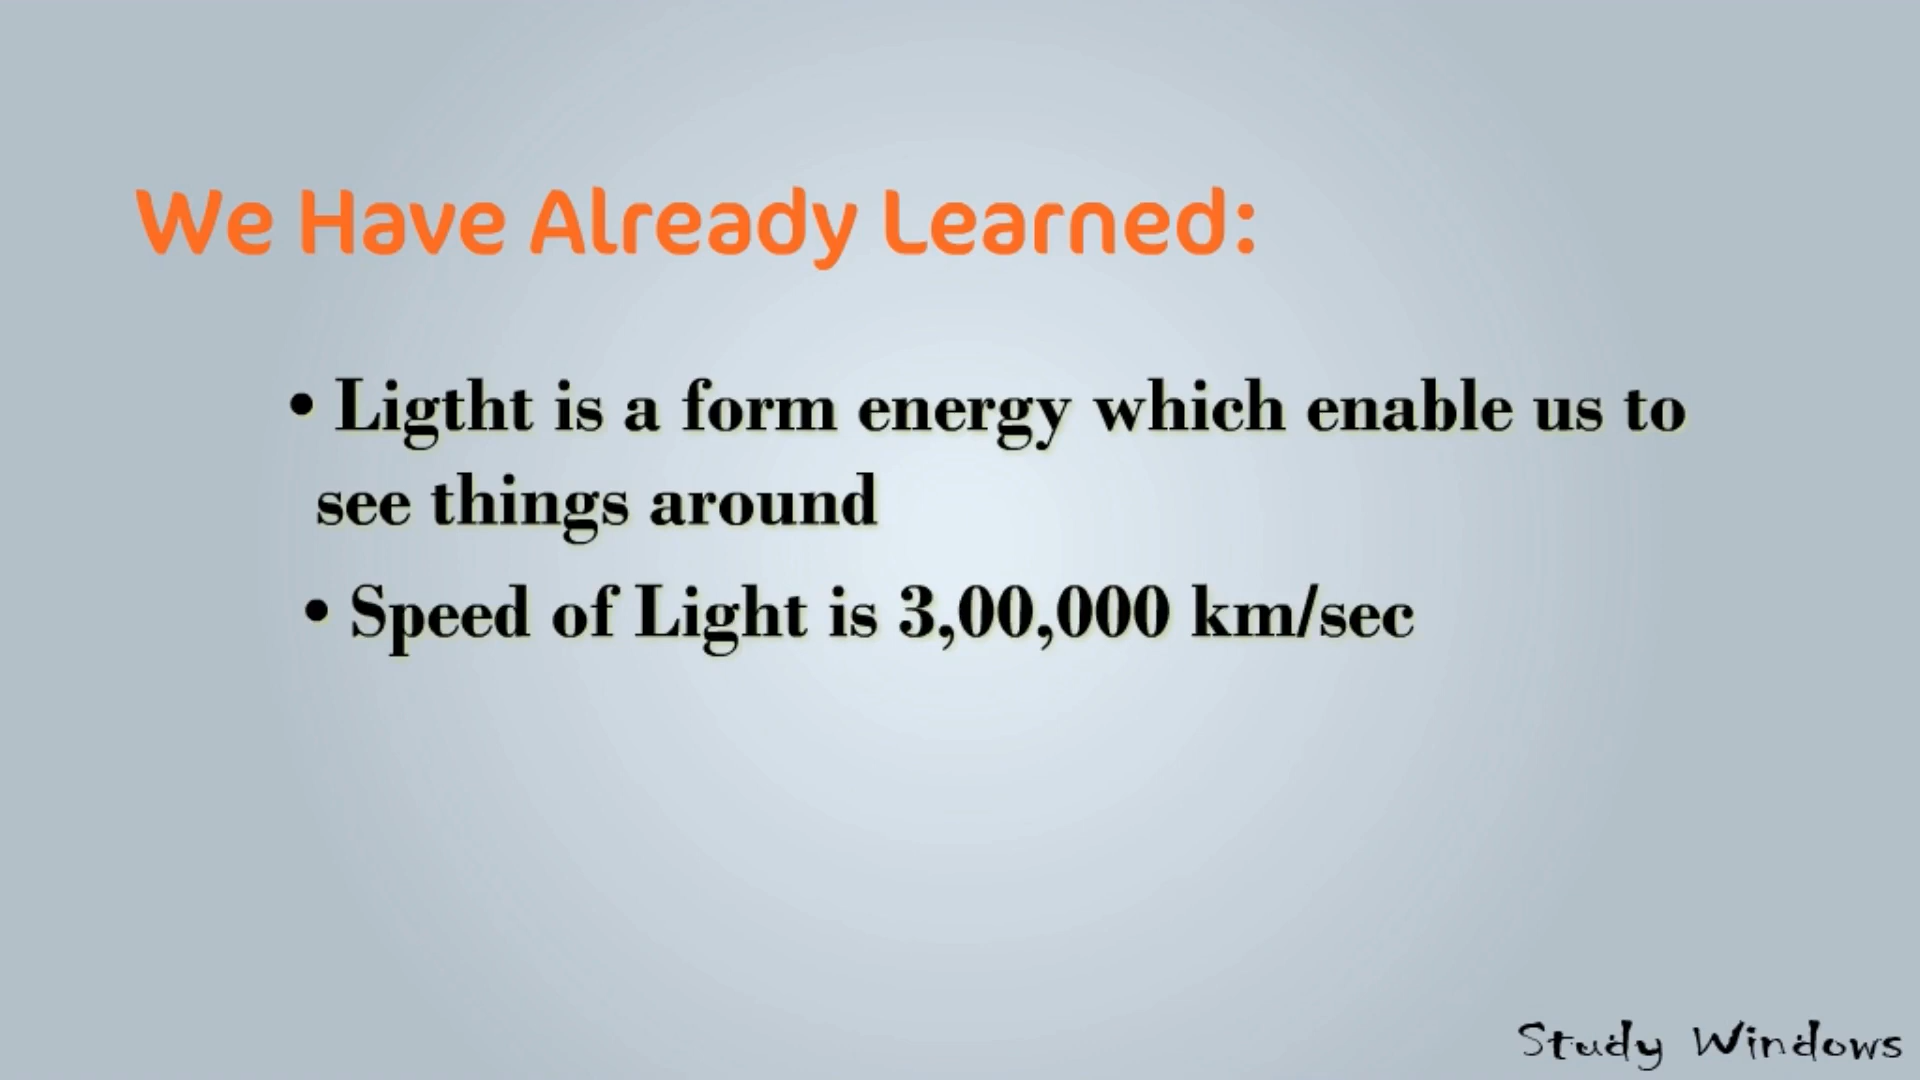 We Have Already Learned:
• Ligtht is a form energy which enable us to
see things around
• Speed of Light is 3,00,000 km/sec
Study Windows